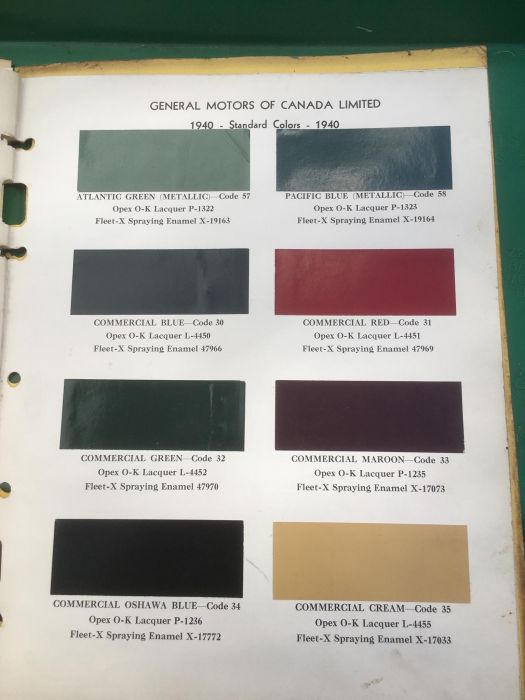 GENERAL MOTORS OF CANADA LIMITED
1940 - Standard Colors - 1940
ATLANTIC GREEN (METALLIC)—Code 57
Opex O-K Lacquer P-1322
Fleet-X Spraying Enamel X-19163
PACIFIC BLUE (METALLIC)—Code 58
Opex O-K Lacquer P-1323
Fleet-X Spraying Enamel X-19164
COMMERCIAL BLUE—Code 30
Opex O-K Lacquer L-4450
Fleet-X Spraying Enamel 47966
COMMERCIAL RED—Code 31
Opex O-K Lacquer L-4451
Fleet-X Spraying Enamel 47969
COMMERCIAL GREEN—Code 32
Opex O-K Lacquer L-4452
Fleet-X Spraying Enamel 47970
COMMERCIAL MAROON—Code 33
Opex O-K Lacquer P-1235
Fleet-X Spraying Enamel X-17073
COMMERCIAL OSHAWA BLUE—Code 34
Opex O-K Lacquer P-1236
Fleet-X Spraying Enamel X-17772
COMMERCIAL CREAM—Code 35
Opex O-K Lacquer L-4455
Fleet-X Spraying Enamel X-17033